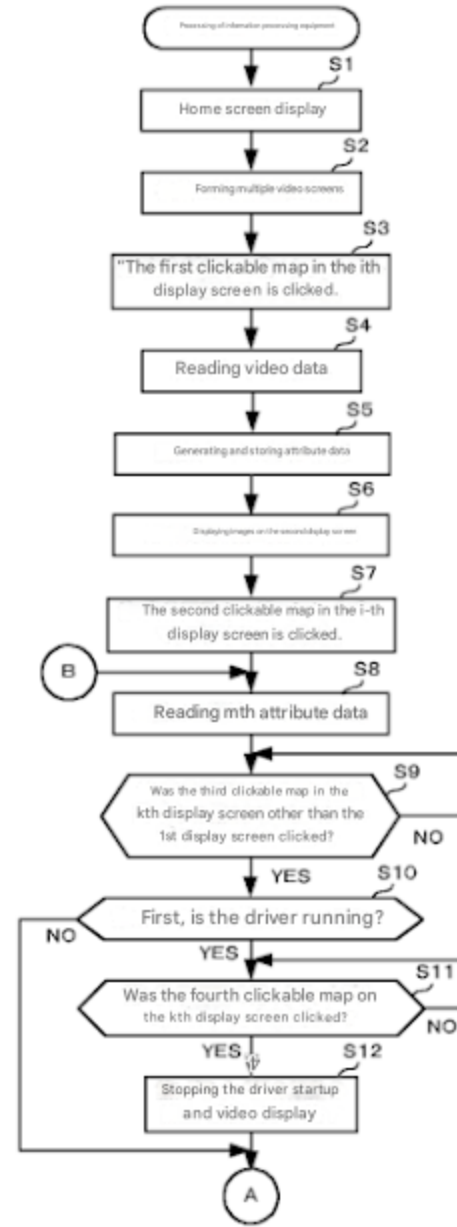 Processing of information processing equipment
S1
Home screen display
S2
Forming multiple video screens
S3
"The first clickable map in the ith
display screen is clicked.
S4
Reading video data
S5
Generating and storing attribute data
S6
Displaying images on the second display screen
S7
The second clickable map in the i-th
display screen is clicked.
B
S8
Reading mth attribute data
S9
Was the third clickable map in the
kth display screen other than the
1st display screen clicked?
NO
YES
S10
First, is the driver running?
NO
YES
S11
Was the fourth clickable map on
the kth display screen clicked?
NO
YES
S12
Stopping the driver startup
and video display
A